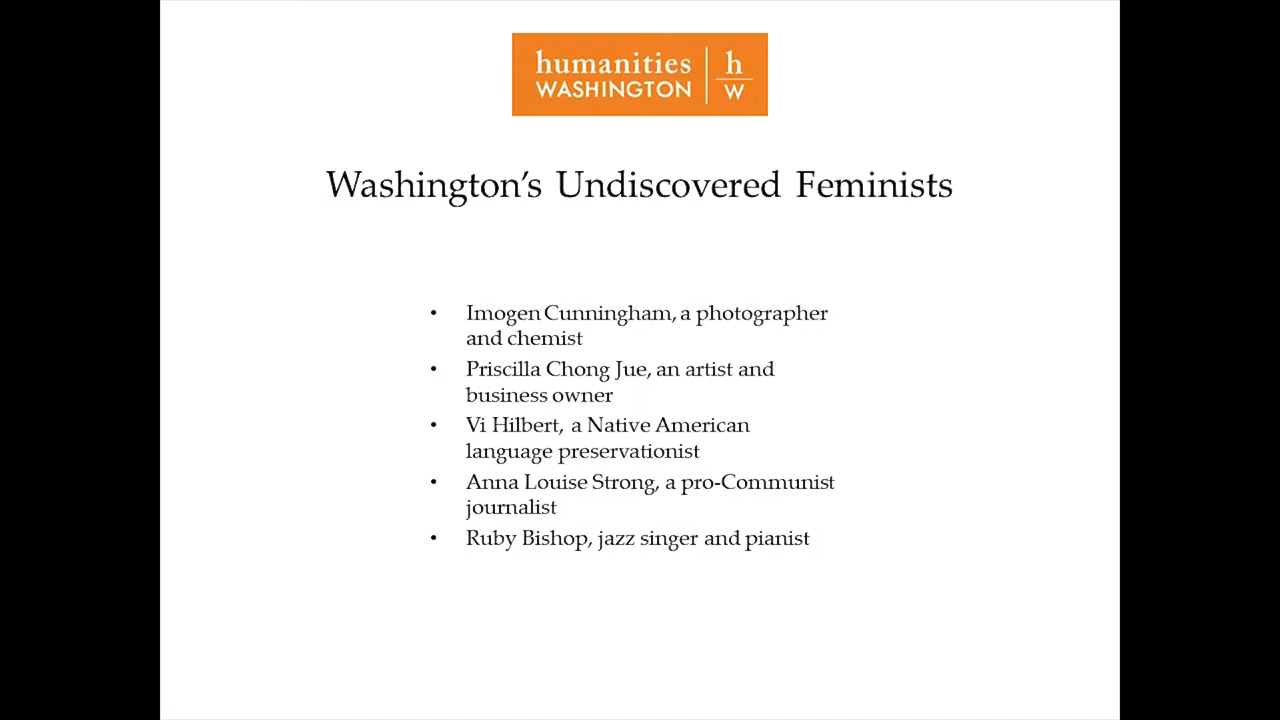 humanities
WASHINGTON
h
w
Washington’s Undiscovered Feminists
• Imogen Cunningham, a photographer
and chemist
• Priscilla Chong Jue, an artist and
business owner
• Vi Hilbert, a Native American
language preservationist
• Anna Louise Strong, a pro-Communist
journalist
• Ruby Bishop, jazz singer and pianist